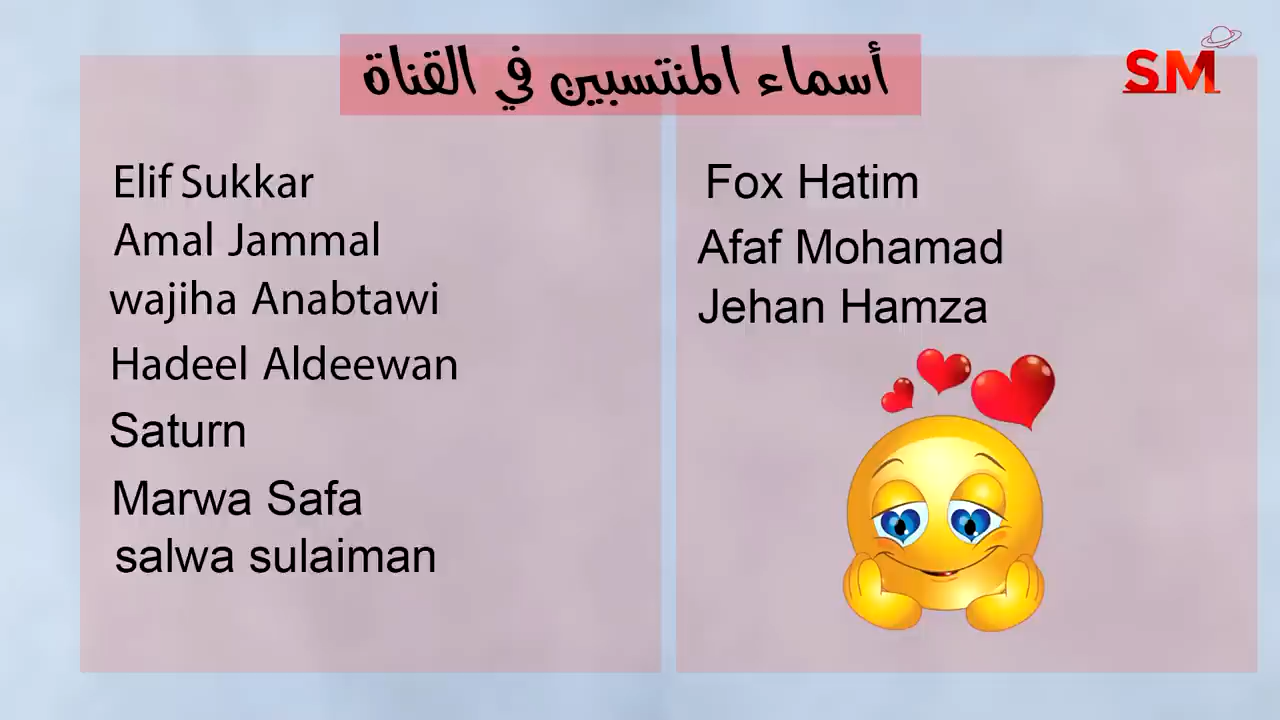 أسماء المنتسبين في القناة
SM
Elif Sukkar
Amal Jammal
wajiha Anabtawi
Hadeel Aldeewan
Saturn
Marwa Safa
salwa sulaiman
Fox Hatim
Afaf Mohamad
Jehan Hamza